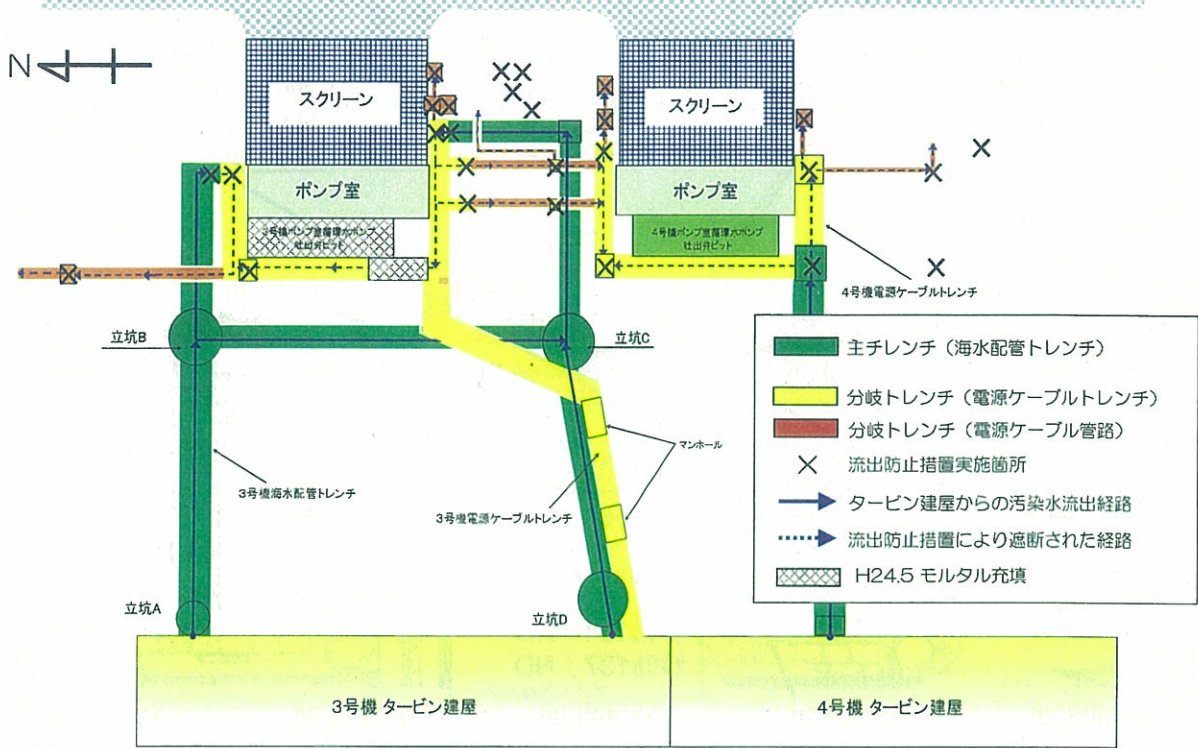 N
スクリーン
スクリーン
ポンプ室
ポンプ室
3号機ポンプ室循環水ポンプ
吐出弁ピット
4号機ポンプ室循環水ポンプ
吐出弁ピット
4号機電源ケーブルトレンチ
立坑B
立坑C
マンホール
3号機海水配管トレンチ
3号機電源ケーブルトレンチ
立坑A
立坑D
主チレンチ(海水配管トレンチ)
分岐トレンチ(電源ケーブルトレンチ)
分岐トレンチ(電源ケーブル管路)
流出防止措置実施箇所
タービン建屋からの汚染水流出経路
流出防止措置により遮断された経路
H24.5 モルタル充填
3号機 タービン建屋
4号機 タービン建屋